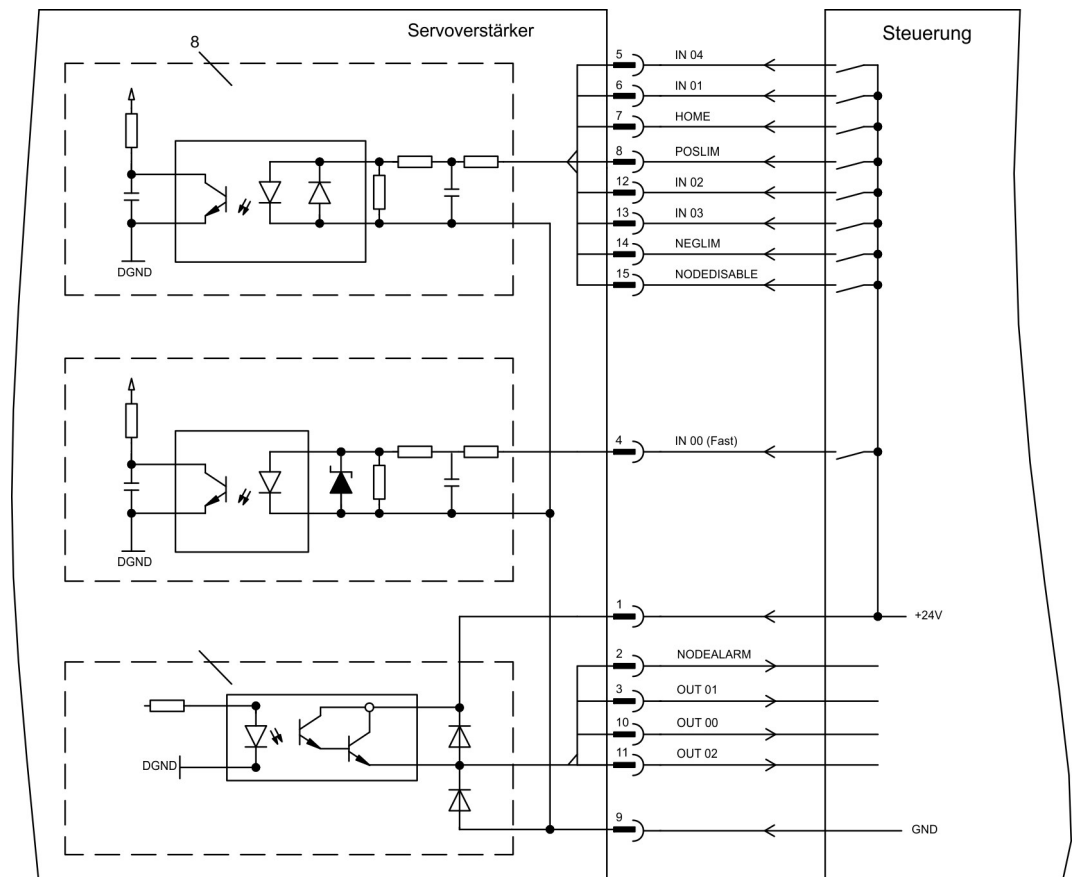 Servoverstärker
Steuerung
8
5 IN 04
6 IN 01
7 HOME
8 POSLIM
12 IN 02
13 IN 03
14 NEGLIM
15 NODEDISABLE
DGND
4 IN 00 (Fast)
DGND
1 +24V
2 NODEALARM
3 OUT 01
10 OUT 00
11 OUT 02
DGND
9 GND